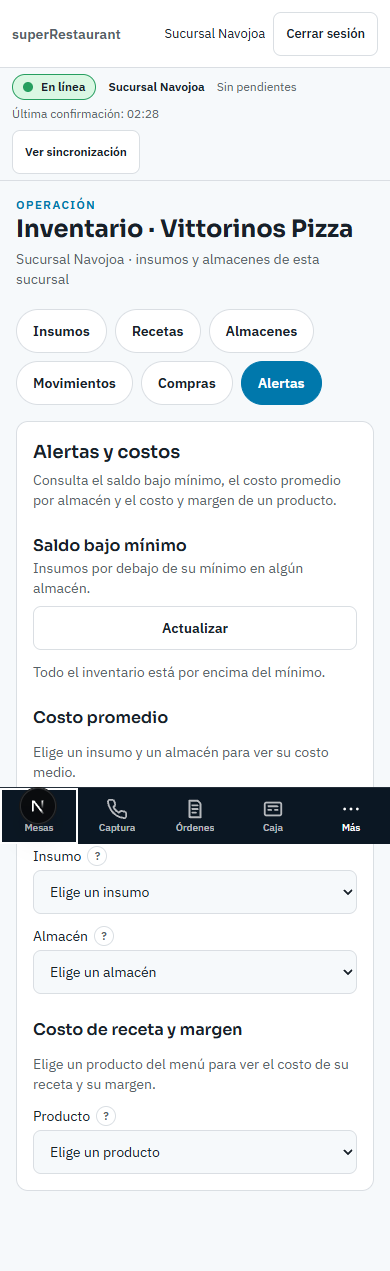 superRestaurant
Sucursal Navojoa
Cerrar sesión
En línea
Sucursal Navojoa
Sin pendientes
Última confirmación: 02:28
Ver sincronización
OPERACIÓN
Inventario · Vittorinos Pizza
Sucursal Navojoa · insumos y almacenes de esta
sucursal
Insumos
Recetas
Almacenes
Movimientos
Compras
Alertas
Alertas y costos
Consulta el saldo bajo mínimo, el costo promedio
por almacén y el costo y margen de un producto.
Saldo bajo mínimo
Insumos por debajo de su mínimo en algún
almacén.
Actualizar
Todo el inventario está por encima del mínimo.
Costo promedio
Elige un insumo y un almacén para ver su costo
medio.
N
Mesas
Captura
Órdenes
Caja
Más
Insumo ?
Elige un insumo
Almacén ?
Elige un almacén
Costo de receta y margen
Elige un producto del menú para ver el costo de su
receta y su margen.
Producto ?
Elige un producto